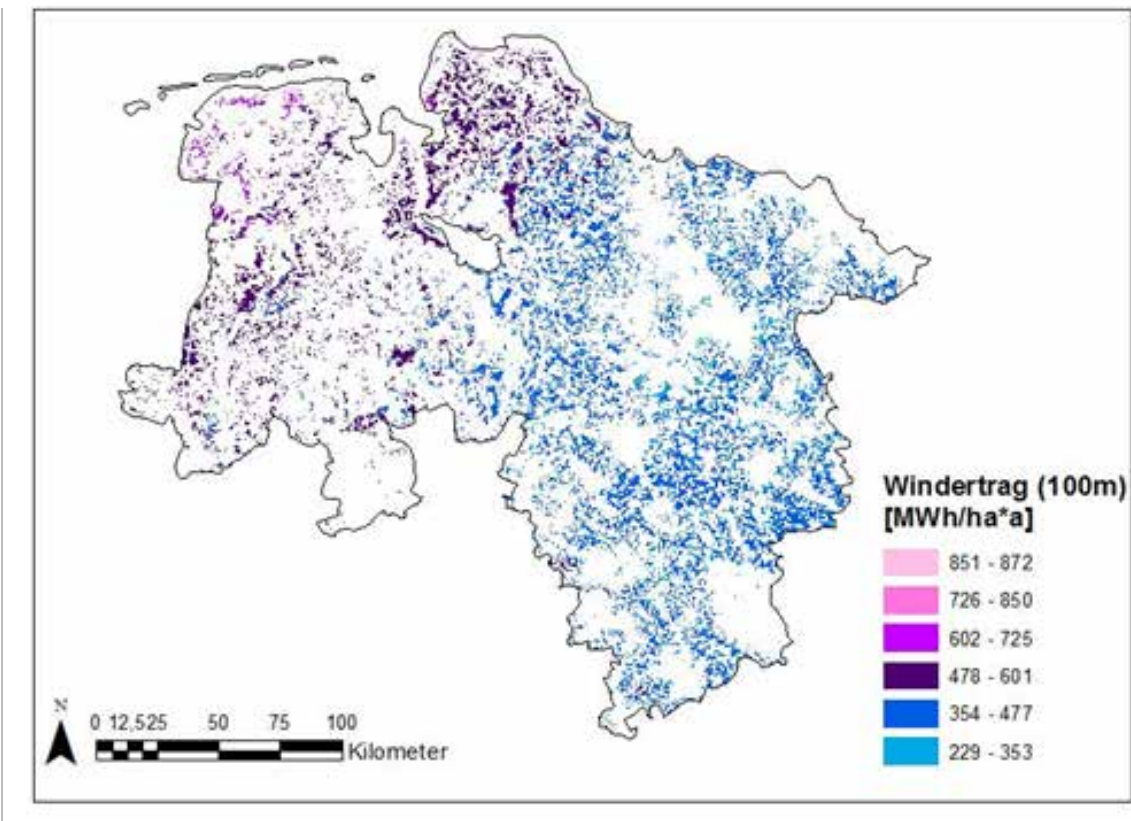 Windertrag (100m)
[MWh/ha*a]
851 - 872
726 - 850
602 - 725
478 - 601
354 - 477
229 - 353
N
0 12,525 50 75 100
Kilometer